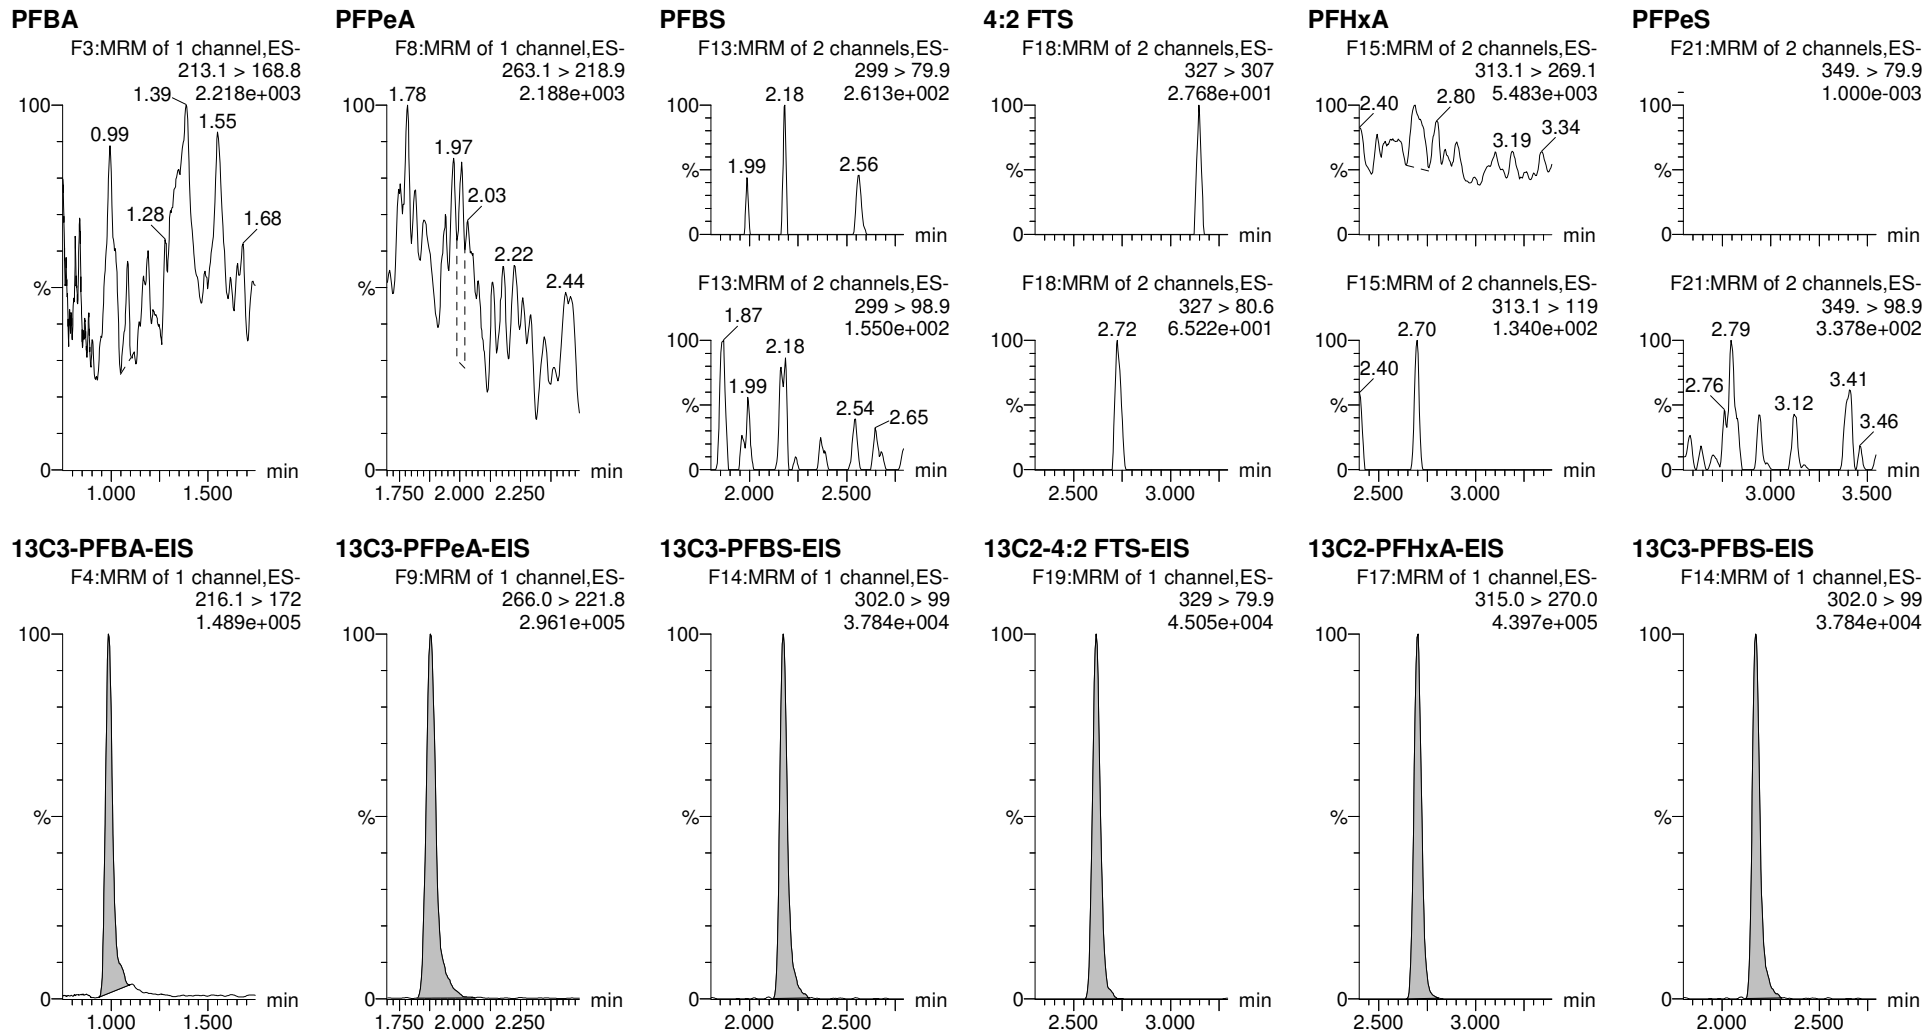 PFBA
F3:MRM of 1 channel,ES-
213.1 > 168.8
2.218e+003
100
%
0
0.99
1.28
1.39
1.55
1.68
min
1.000 1.500
PFPeA
F8:MRM of 1 channel,ES-
263.1 > 218.9
2.188e+003
100
%
0
1.78
1.97
2.03
2.22
2.44
min
1.750 2.000 2.250
PFBS
F13:MRM of 2 channels,ES-
299 > 79.9
2.613e+002
100
%
0
1.99
2.18
2.56
min
F13:MRM of 2 channels,ES-
299 > 98.9
1.550e+002
100
%
0
1.87
1.99
2.18
2.54
2.65
min
2.000 2.500
4:2 FTS
F18:MRM of 2 channels,ES-
327 > 307
2.768e+001
100
%
0
min
F18:MRM of 2 channels,ES-
327 > 80.6
6.522e+001
100
%
0
2.72
min
2.500 3.000
PFHxA
F15:MRM of 2 channels,ES-
313.1 > 269.1
5.483e+003
100
%
0
2.40
2.80
3.19
3.34
min
F15:MRM of 2 channels,ES-
313.1 > 119
1.340e+002
100
%
0
2.40
2.70
min
2.500 3.000
PFPeS
F21:MRM of 2 channels,ES-
349. > 79.9
1.000e-003
100
%
0
min
F21:MRM of 2 channels,ES-
349. > 98.9
3.378e+002
100
%
0
2.76
2.79
3.12
3.41
3.46
min
3.000 3.500
13C3-PFBA-EIS
F4:MRM of 1 channel,ES-
216.1 > 172
1.489e+005
100
%
0
min
1.000 1.500
13C3-PFPeA-EIS
F9:MRM of 1 channel,ES-
266.0 > 221.8
2.961e+005
100
%
0
min
1.750 2.000 2.250
13C3-PFBS-EIS
F14:MRM of 1 channel,ES-
302.0 > 99
3.784e+004
100
%
0
min
2.000 2.500
13C2-4:2 FTS-EIS
F19:MRM of 1 channel,ES-
329 > 79.9
4.505e+004
100
%
0
min
2.500 3.000
13C2-PFHxA-EIS
F17:MRM of 1 channel,ES-
315.0 > 270.0
4.397e+005
100
%
0
min
2.500 3.000
13C3-PFBS-EIS
F14:MRM of 1 channel,ES-
302.0 > 99
3.784e+004
100
%
0
min
2.000 2.500